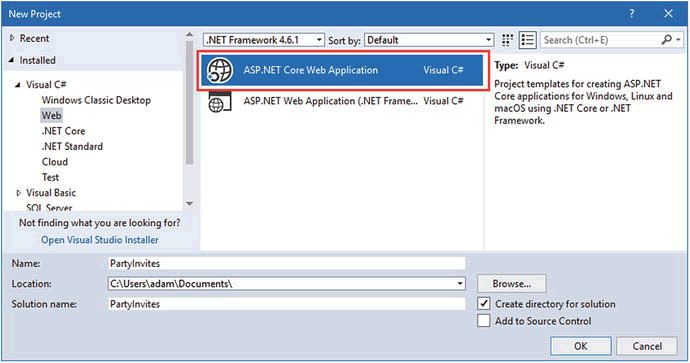 New Project
? ×
Recent
.NET Framework 4.6.1
Sort by: Default
Search (Ctrl+E)
Installed
Visual C#
Windows Classic Desktop
Web
.NET Core
.NET Standard
Cloud
Test
Visual Basic
SQL Server
ASP.NET Core Web Application Visual C#
ASP.NET Web Application (.NET Frame... Visual C#
Type: Visual C#
Project templates for creating ASP.NET
Core applications for Windows, Linux and
macOS using .NET Core or .NET
Framework.
Not finding what you are looking for?
Open Visual Studio Installer
Name: PartyInvites
Location: C:\Users\adam\Documents\
Browse...
Solution name: PartyInvites
Create directory for solution
Add to Source Control
OK
Cancel